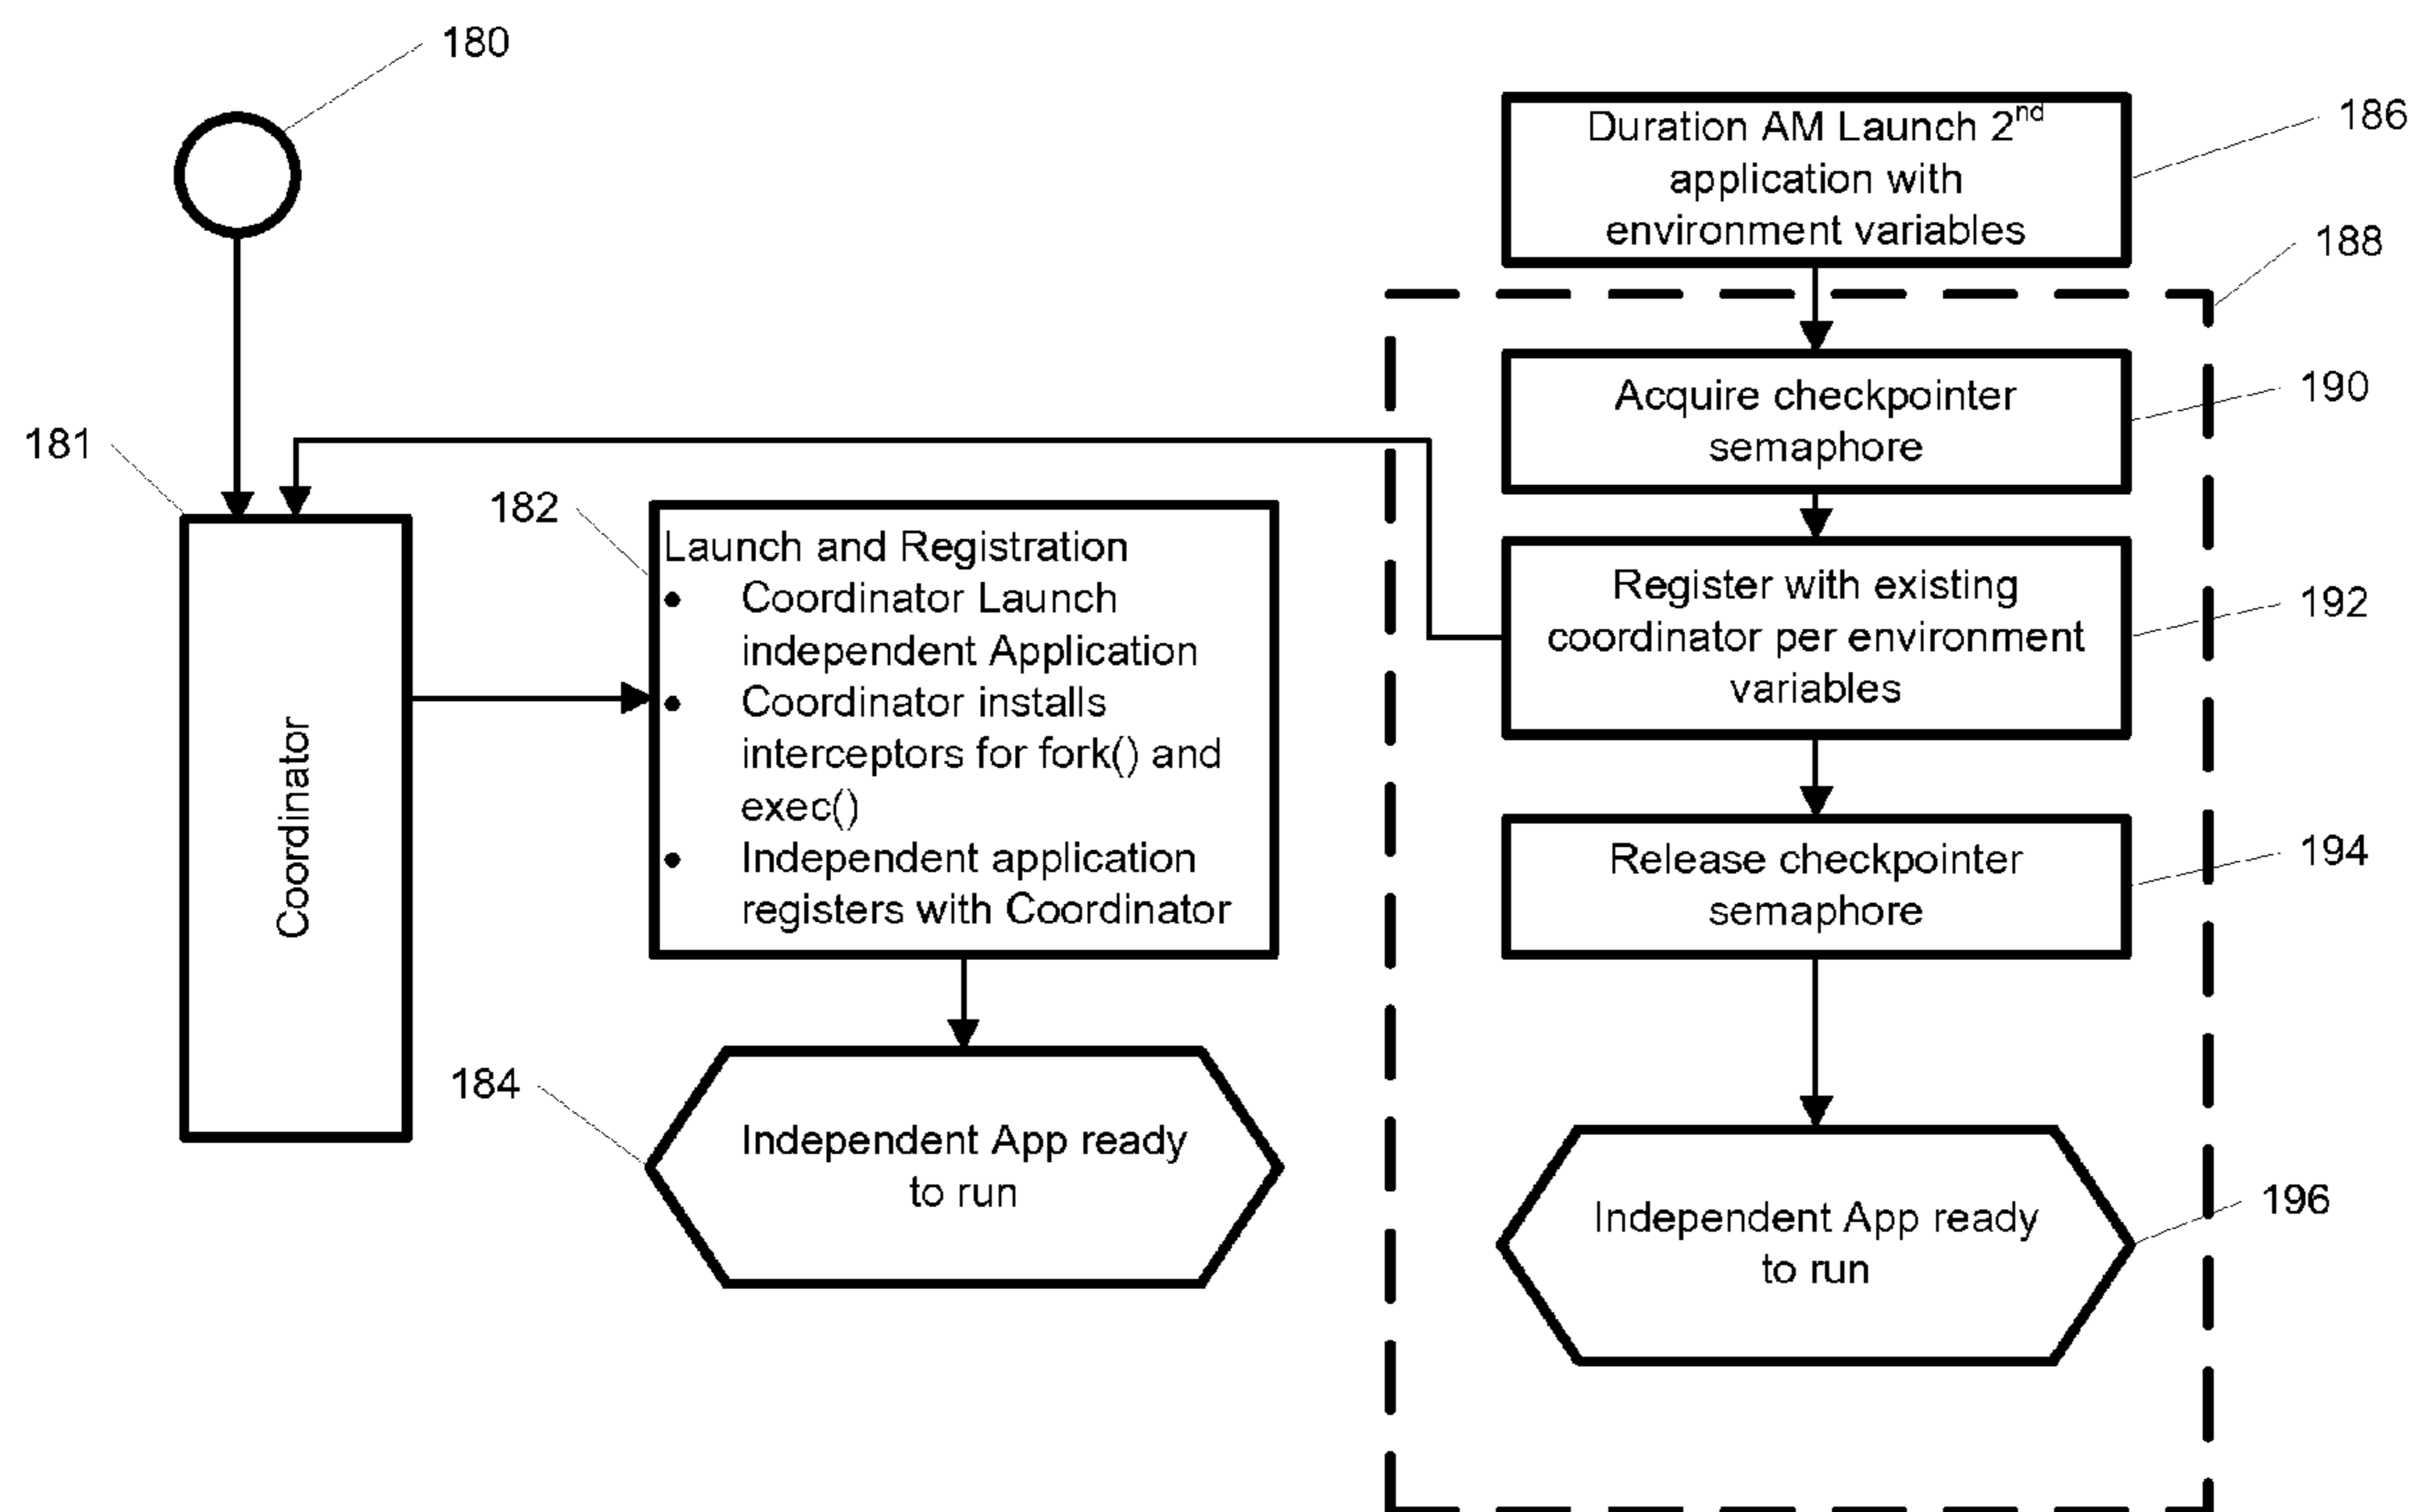 180
181
Coordinator
182
Launch and Registration
• Coordinator Launch
independent Application
• Coordinator installs
interceptors for fork() and
exec()
• Independent application
registers with Coordinator
184
Independent App ready
to run
Duration AM Launch 2nd
application with
environment variables
186
188
Acquire checkpointer
semaphore
190
Register with existing
coordinator per environment
variables
192
Release checkpointer
semaphore
194
Independent App ready
to run
196